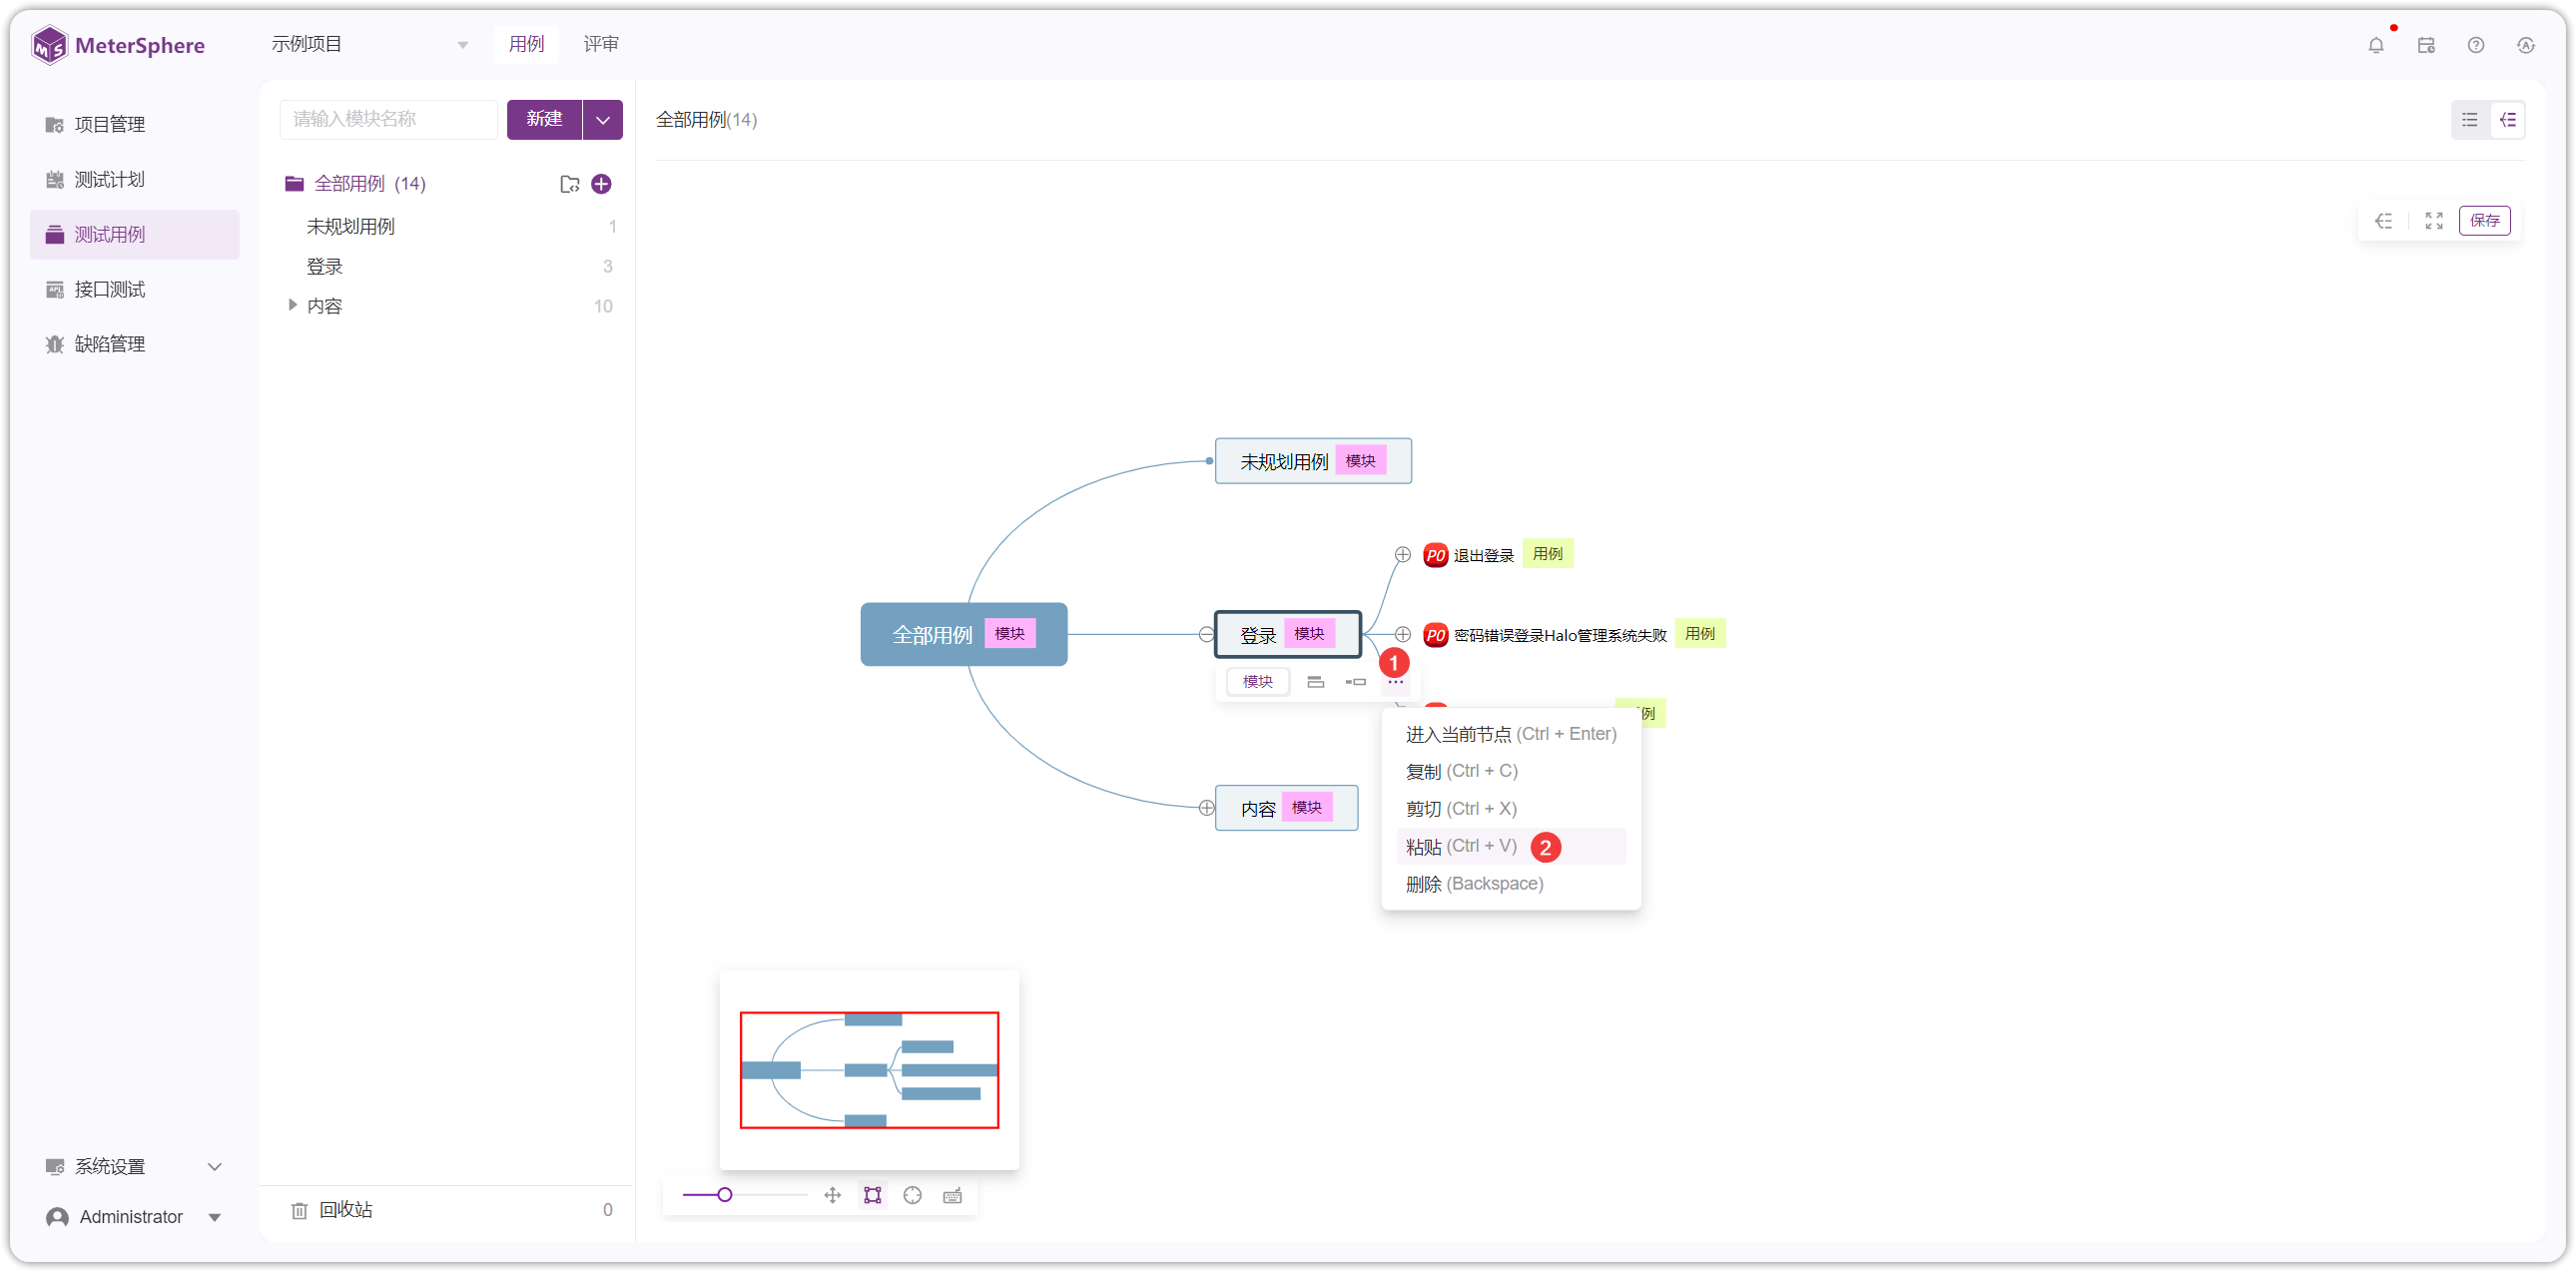 MeterSphere
示例项目
用例
评审
项目管理
测试计划
测试用例
接口测试
缺陷管理
系统设置
Administrator
请输入模块名称
新建
全部用例 (14)
未规划用例 1
登录 3
内容 10
回收站 0
全部用例(14)
保存
未规划用例 模块
P0 退出登录 用例
全部用例 模块
登录 模块
P0 密码错误登录Halo管理系统失败 用例
1
模块
例
进入当前节点 (Ctrl + Enter)
复制 (Ctrl + C)
剪切 (Ctrl + X)
粘贴 (Ctrl + V) 2
删除 (Backspace)
内容 模块